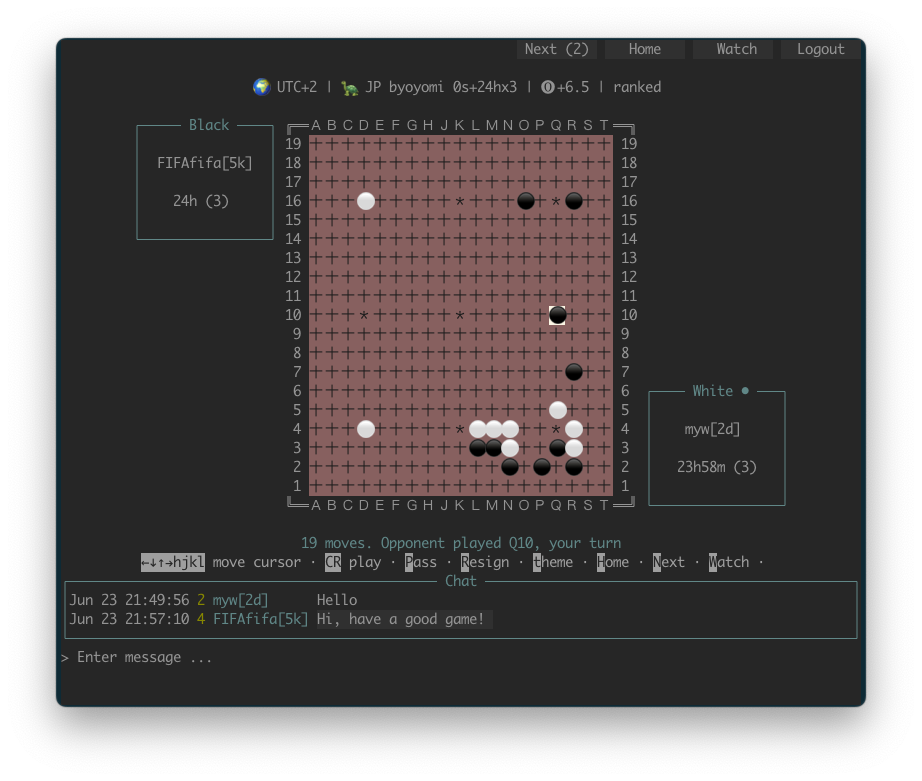 Next (2) Home Watch Logout
🌍 UTC+2 | 🐢 JP byoyomi 0s+24hx3 | ⓿+6.5 | ranked
Black
FIFAfifa[5k]
24h (3)
A B C D E F G H J K L M N O P Q R S T
19 19
18 18
17 17
16 16
15 15
14 14
13 13
12 12
11 11
10 10
9 9
8 8
7 7
6 6
5 5
4 4
3 3
2 2
1 1
A B C D E F G H J K L M N O P Q R S T
White ●
myw[2d]
23h58m (3)
19 moves. Opponent played Q10, your turn
←↓↑→hjkl move cursor · CR play · Pass · Resign · theme · Home · Next · Watch ·
Chat
Jun 23 21:49:56 2 myw[2d] Hello
Jun 23 21:57:10 4 FIFAfifa[5k] Hi, have a good game!
> Enter message ...